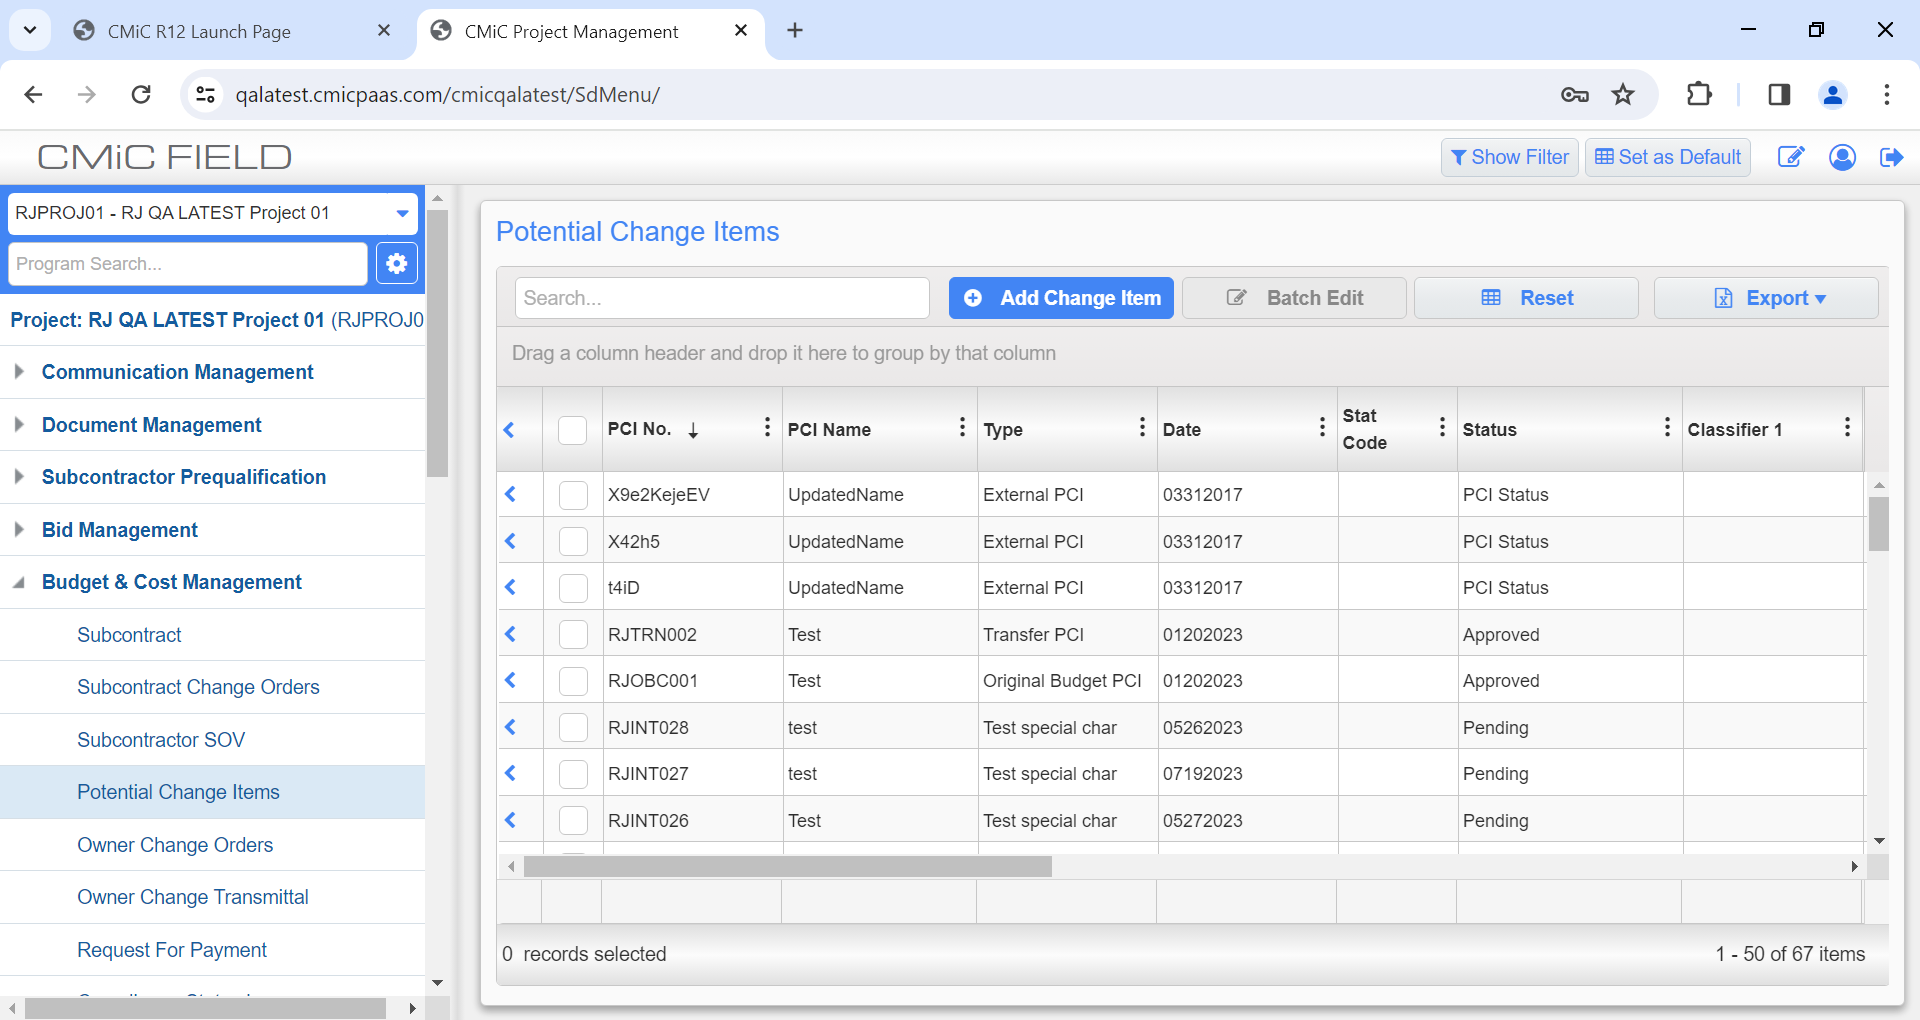 CMiC R12 Launch Page
CMiC Project Management
qalatest.cmicpaas.com/cmicqalatest/SdMenu/
CMiC FIELD
Show Filter
Set as Default
RJPROJ01 - RJ QA LATEST Project 01
Program Search...
Project: RJ QA LATEST Project 01 (RJPROJ0
Communication Management
Document Management
Subcontractor Prequalification
Bid Management
Budget & Cost Management
Subcontract
Subcontract Change Orders
Subcontractor SOV
Potential Change Items
Owner Change Orders
Owner Change Transmittal
Request For Payment
Potential Change Items
Search...
Add Change Item
Batch Edit
Reset
Export
Drag a column header and drop it here to group by that column
PCI No. PCI Name Type Date Stat Code Status Classifier 1
X9e2KejeEV UpdatedName External PCI 03312017 PCI Status
X42h5 UpdatedName External PCI 03312017 PCI Status
t4iD UpdatedName External PCI 03312017 PCI Status
RJTRN002 Test Transfer PCI 01202023 Approved
RJOBC001 Test Original Budget PCI 01202023 Approved
RJINT028 test Test special char 05262023 Pending
RJINT027 test Test special char 07192023 Pending
RJINT026 Test Test special char 05272023 Pending
0 records selected
1 - 50 of 67 items